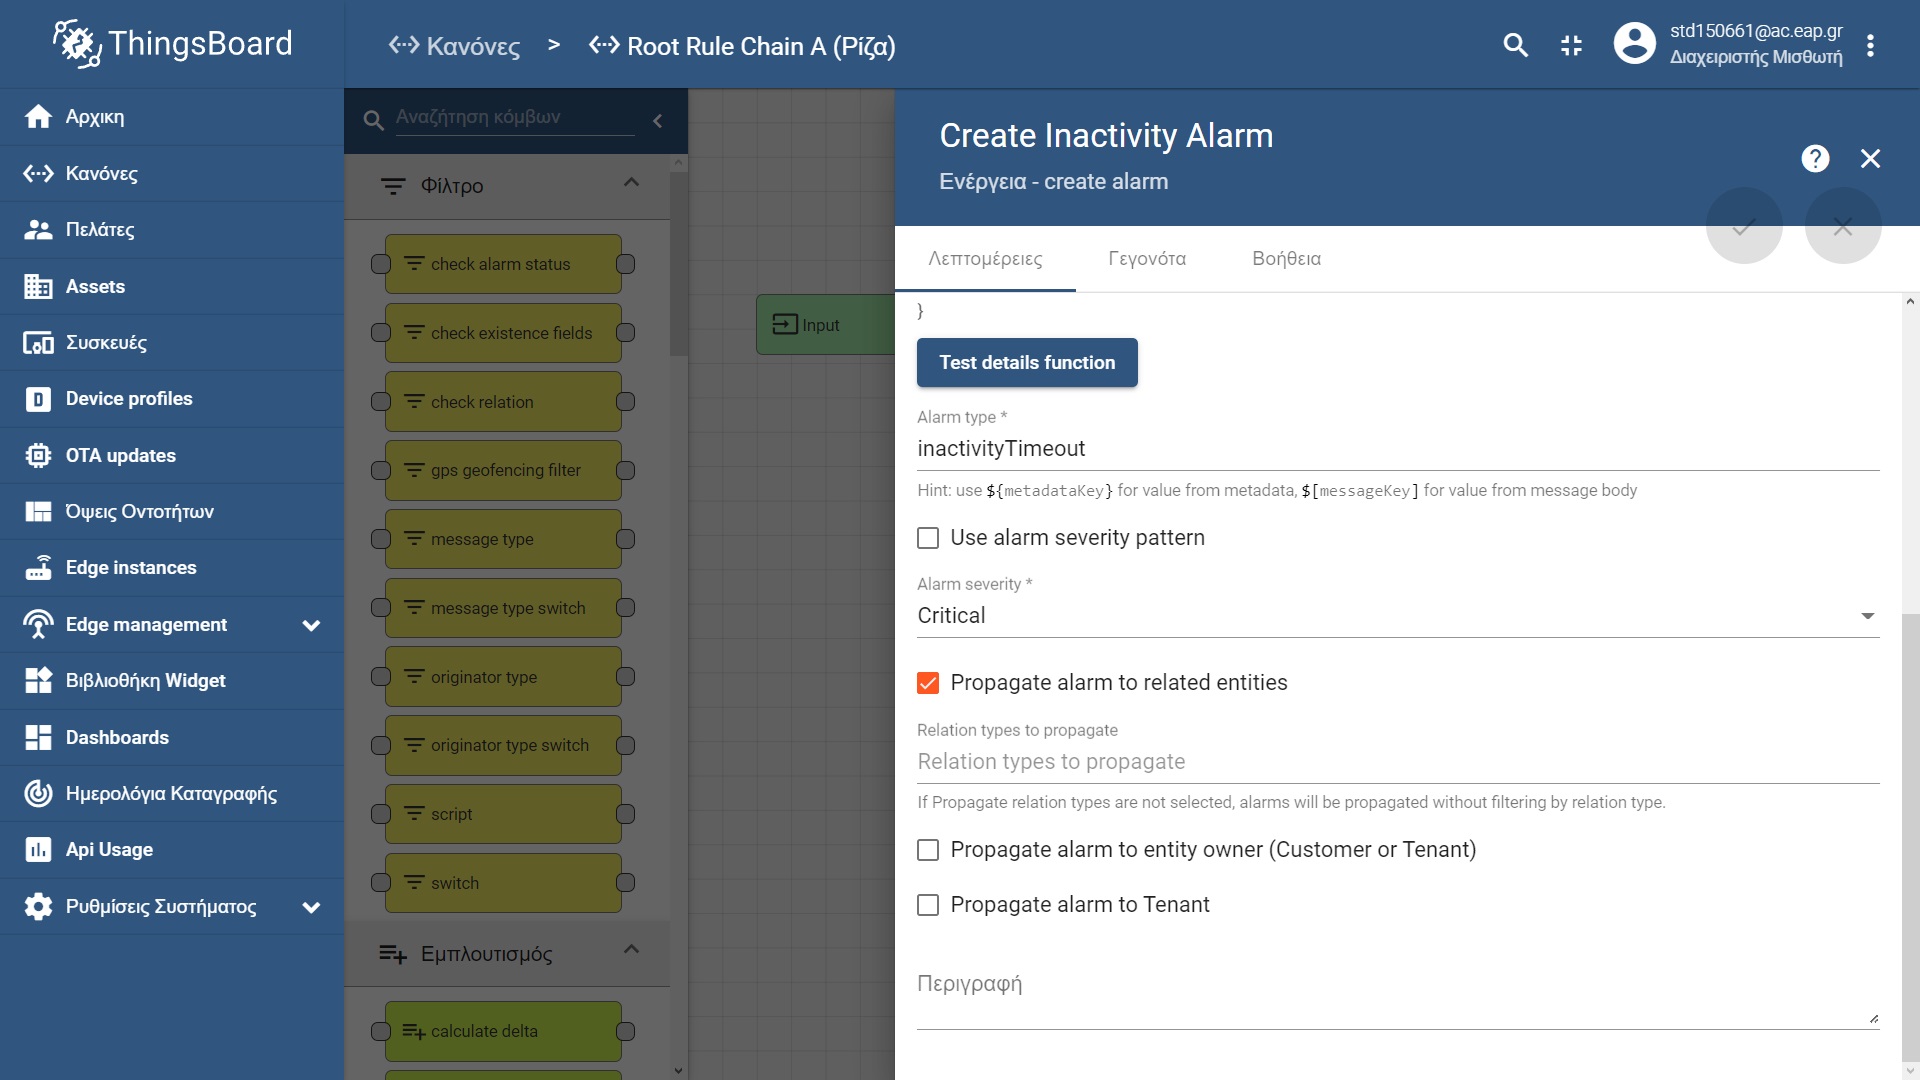 ThingsBoard
Κανόνες > Root Rule Chain A (Ρίζα)
std150661@ac.eap.gr
Διαχειριστής Μισθωτή
Αρχικη
Κανόνες
Πελάτες
Assets
Συσκευές
Device profiles
OTA updates
Όψεις Οντοτήτων
Edge instances
Edge management
Βιβλιοθήκη Widget
Dashboards
Ημερολόγια Καταγραφής
Api Usage
Ρυθμίσεις Συστήματος
Αναζήτηση κόμβων
Φίλτρο
check alarm status
check existence fields
check relation
gps geofencing filter
message type
message type switch
originator type
originator type switch
script
switch
Εμπλουτισμός
calculate delta
Input
Create Inactivity Alarm
Ενέργεια - create alarm
Λεπτομέρειες
Γεγονότα
Βοήθεια
}
Test details function
Alarm type *
inactivityTimeout
Hint: use ${metadataKey} for value from metadata, $[messageKey] for value from message body
Use alarm severity pattern
Alarm severity *
Critical
Propagate alarm to related entities
Relation types to propagate
Relation types to propagate
If Propagate relation types are not selected, alarms will be propagated without filtering by relation type.
Propagate alarm to entity owner (Customer or Tenant)
Propagate alarm to Tenant
Περιγραφή